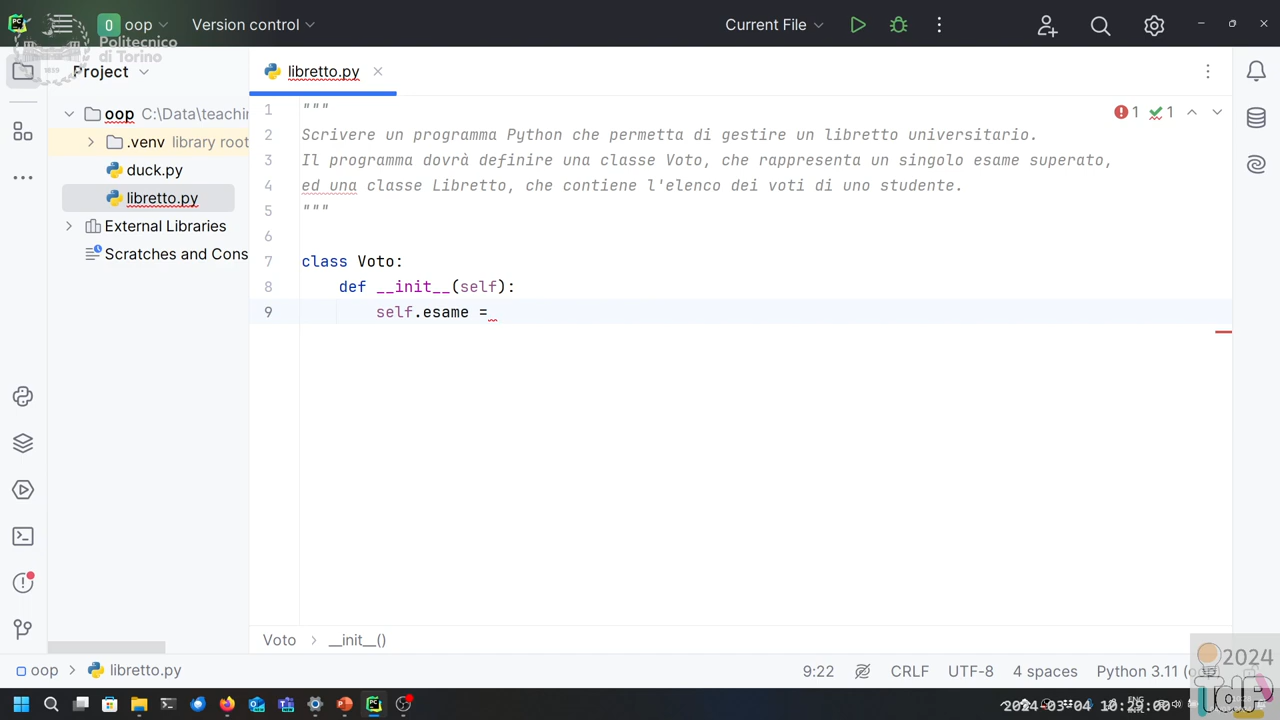 oop
Version control
Current File
Politecnico
di Torino
Project
libretto.py
oop C:\Data\teachin
.venv library root
duck.py
libretto.py
External Libraries
Scratches and Cons
1 1
1 """
2 Scrivere un programma Python che permetta di gestire un libretto universitario.
3 Il programma dovrà definire una classe Voto, che rappresenta un singolo esame superato,
4 ed una classe Libretto, che contiene l'elenco dei voti di uno studente.
5 """
6
7 class Voto:
8 def __init__(self):
9 self.esame =
Voto > __init__()
oop > libretto.py
9:22 CRLF UTF-8 4 spaces Python 3.11
2024
ENG